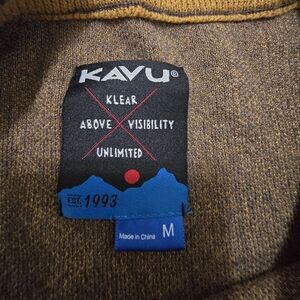 KAVU®
KLEAR
ABOVE VISIBILITY
UNLIMITED
EST. 1993
Made in China M